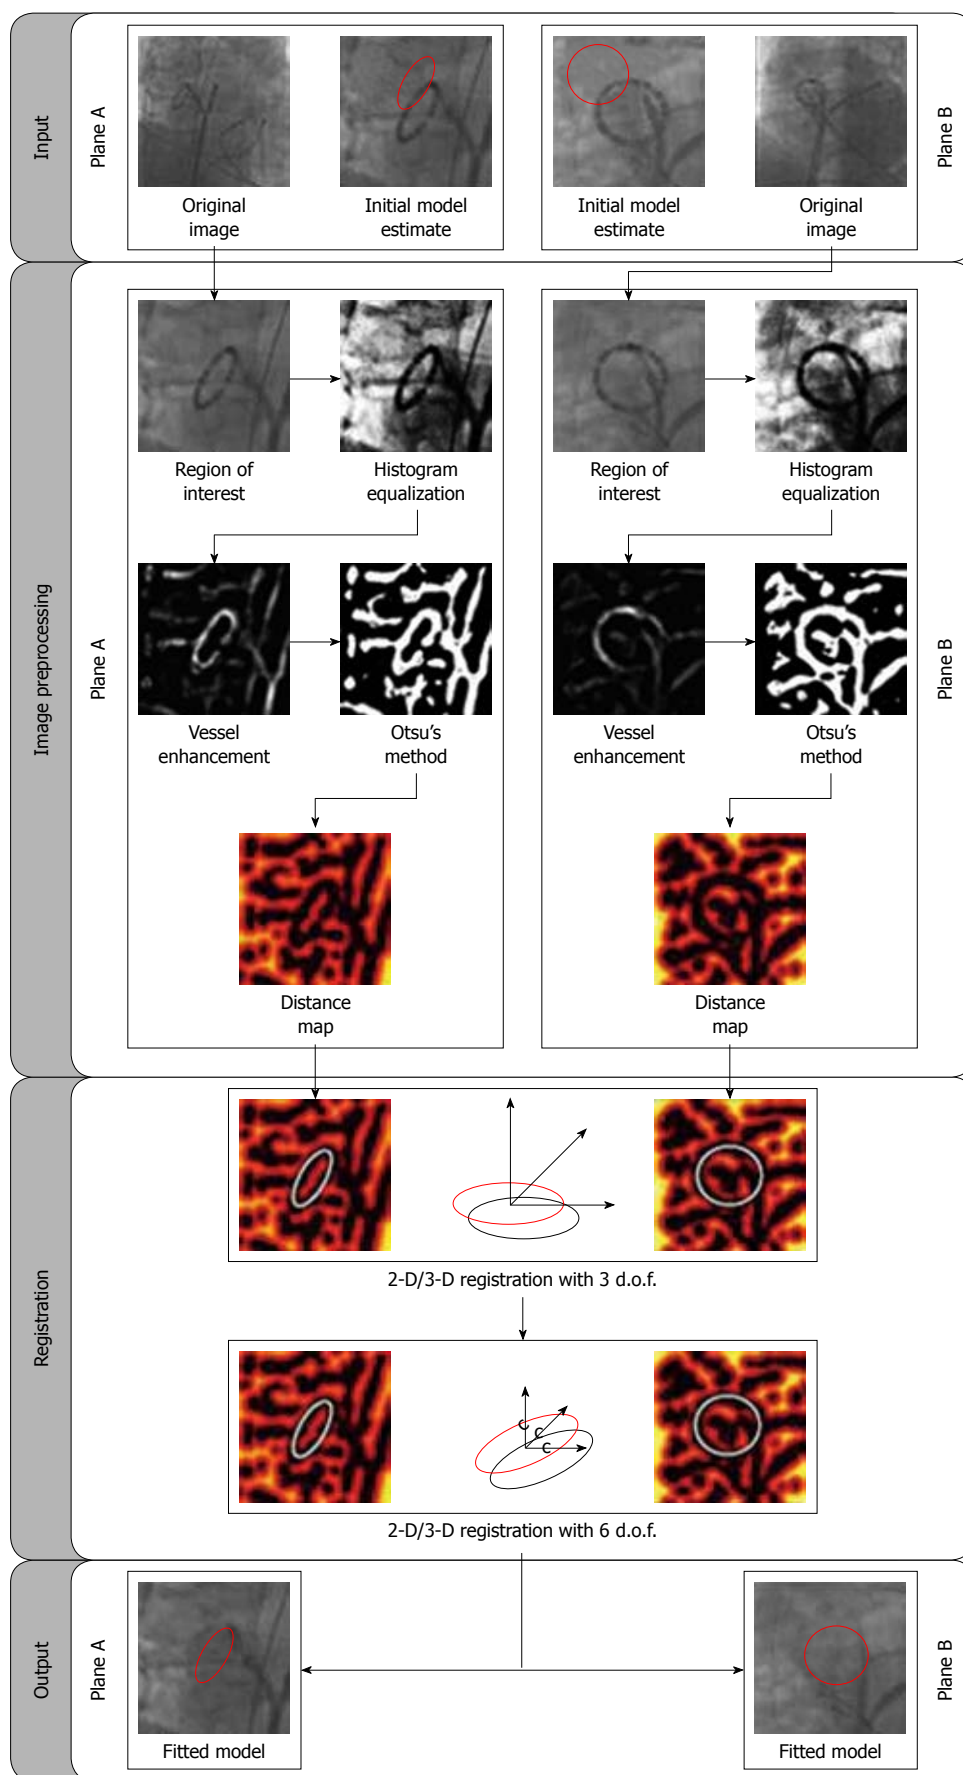 Input
Plane A
Original
image
Initial model
estimate
Initial model
estimate
Original
image
Plane B
Image preprocessing
Plane A
Region of
interest
Histogram
equalization
Region of
interest
Histogram
equalization
Vessel
enhancement
Otsu's
method
Vessel
enhancement
Otsu's
method
Distance
map
Distance
map
Plane B
Registration
2-D/3-D registration with 3 d.o.f.
2-D/3-D registration with 6 d.o.f.
Output
Plane A
Fitted model
Fitted model
Plane B